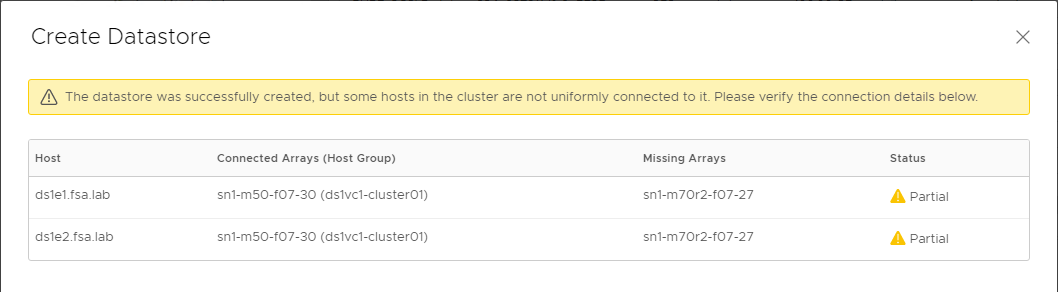 Create Datastore
The datastore was successfully created, but some hosts in the cluster are not uniformly connected to it. Please verify the connection details below.
Host Connected Arrays (Host Group) Missing Arrays Status
ds1e1.fsa.lab sn1-m50-f07-30 (ds1vc1-cluster01) sn1-m70r2-f07-27 Partial
ds1e2.fsa.lab sn1-m50-f07-30 (ds1vc1-cluster01) sn1-m70r2-f07-27 Partial